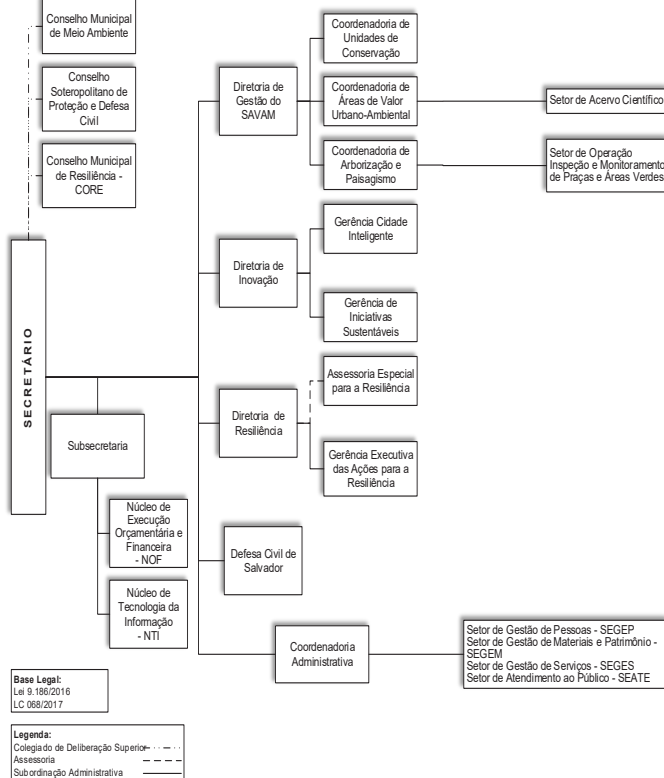 Conselho Municipal
de Meio Ambiente
Conselho
Soteropolitano de
Proteção e Defesa
Civil
Conselho Municipal
de Resiliência -
CORE
SECRETÁRIO
Subsecretaria
Núcleo de
Execução
Orçamentária e
Financeira
- NOF
Núcleo de
Tecnologia da
Informação
- NTI
Diretoria de
Gestão do
SAVAM
Coordenadoria de
Unidades de
Conservação
Coordenadoria de
Áreas de Valor
Urbano-Ambiental
Setor de Acervo Científico
Coordenadoria de
Arborização e
Paisagismo
Setor de Operação
Inspeção e Monitoramento
de Praças e Áreas Verdes
Diretoria de
Inovação
Gerência Cidade
Inteligente
Gerência de
Iniciativas
Sustentáveis
Diretoria de
Resiliência
Assessoria Especial
para a Resiliência
Gerência Executiva
das Ações para a
Resiliência
Defesa Civil de
Salvador
Coordenadoria
Administrativa
Setor de Gestão de Pessoas - SEGEP
Setor de Gestão de Materiais e Patrimônio -
SEGEM
Setor de Gestão de Serviços - SEGES
Setor de Atendimento ao Público - SEATE
Base Legal:
Lei 9.186/2016
LC 068/2017
Legenda:
Colegiado de Deliberação Superior
Assessoria
Subordinação Administrativa